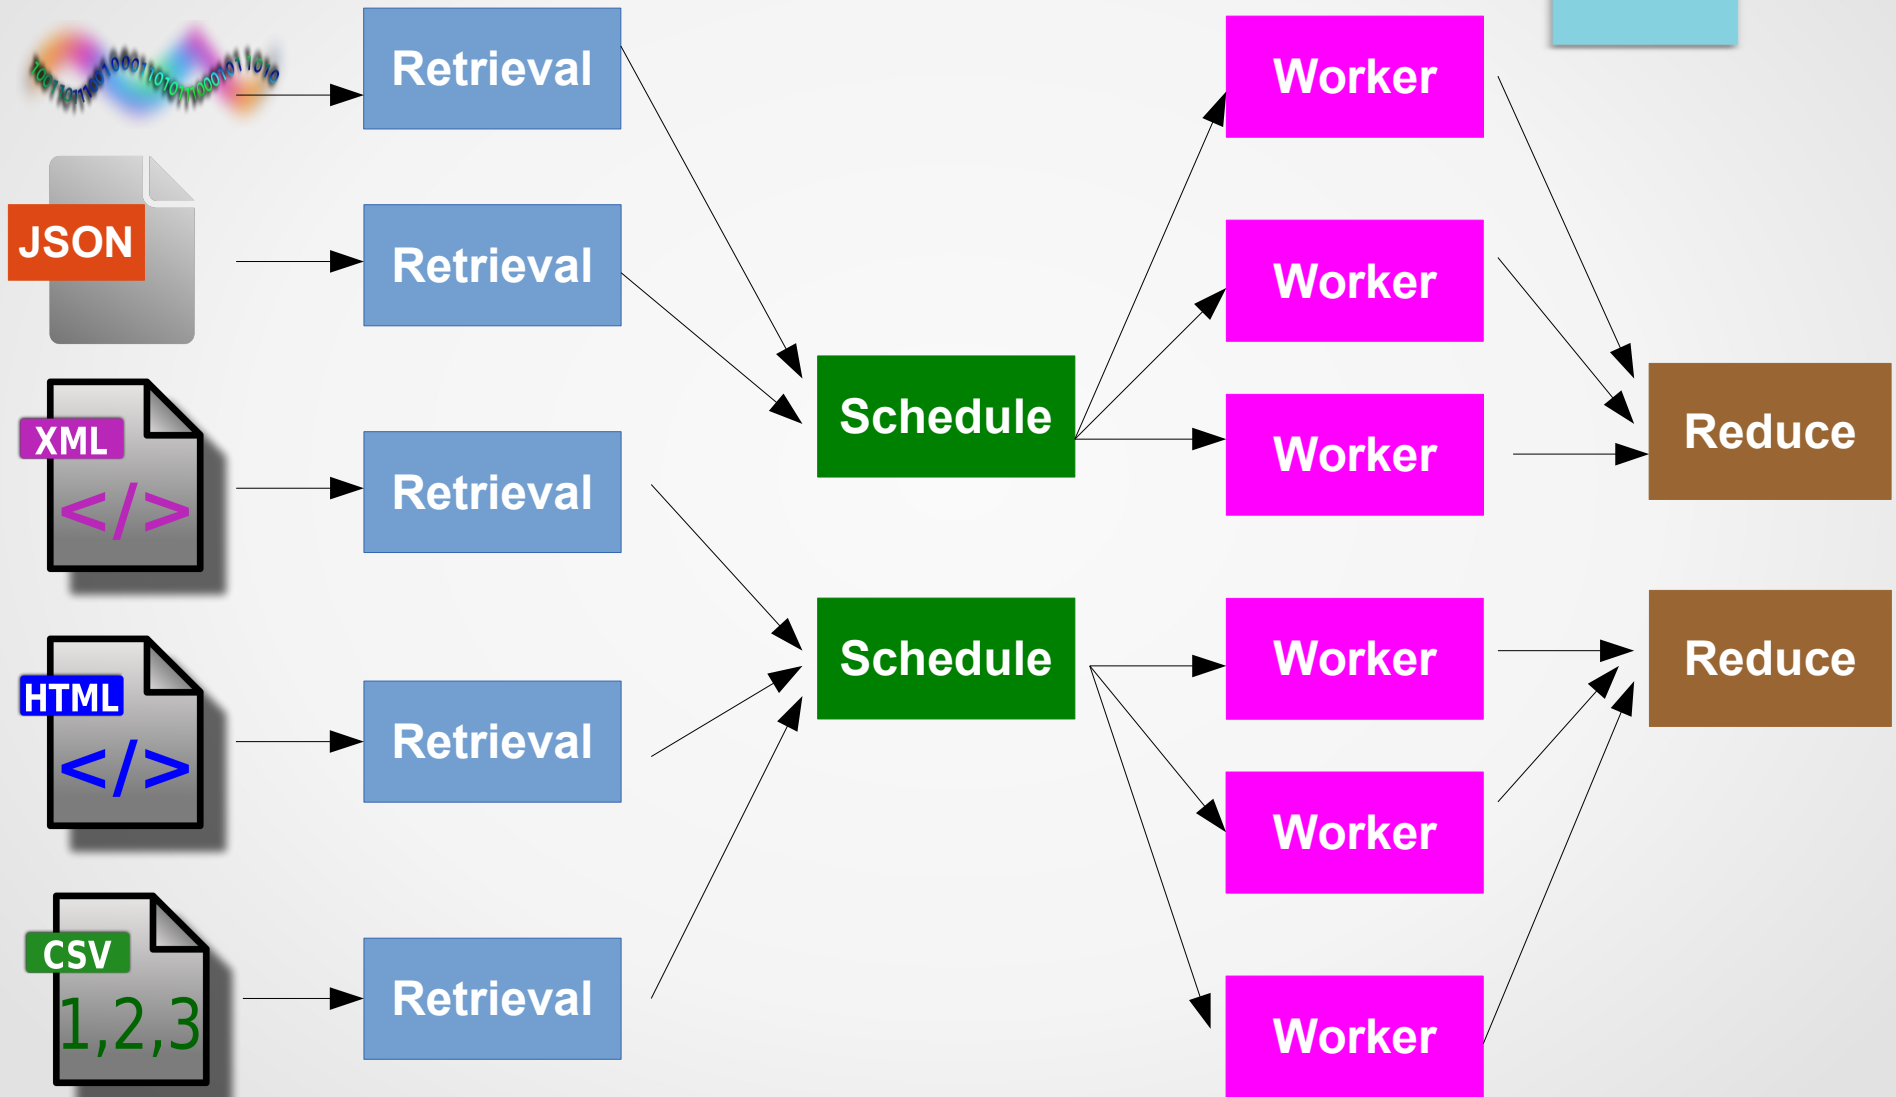 Retrieval
Worker
JSON
Retrieval
Worker
XML
</>
Retrieval
Schedule
Worker
Reduce
HTML
</>
Retrieval
Schedule
Worker
Reduce
Worker
CSV
1,2,3
Retrieval
Worker